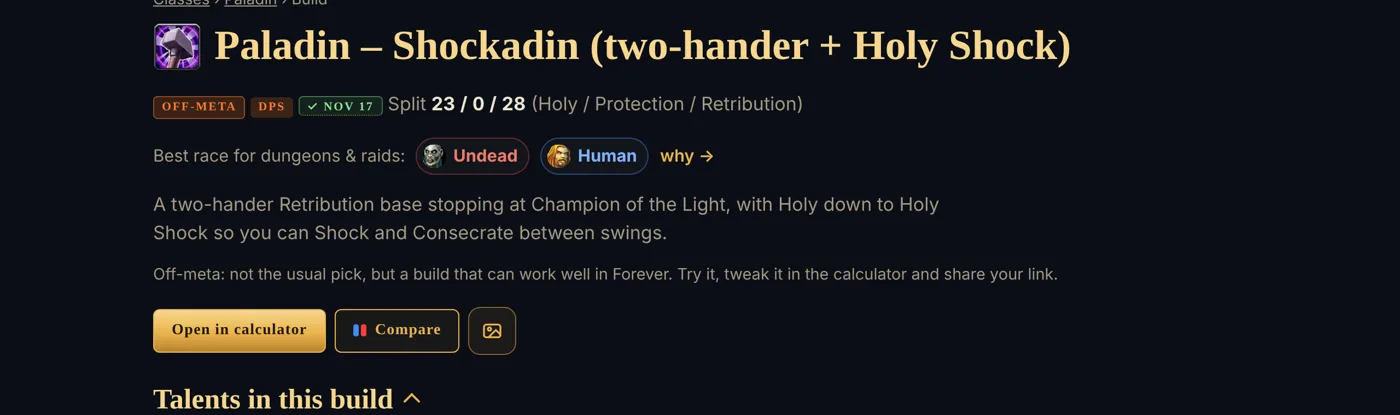 Classes › Paladin › Build
Paladin – Shockadin (two-hander + Holy Shock)
OFF-META DPS ✓ NOV 17 Split 23 / 0 / 28 (Holy / Protection / Retribution)
Best race for dungeons & raids: Undead Human why →
A two-hander Retribution base stopping at Champion of the Light, with Holy down to Holy
Shock so you can Shock and Consecrate between swings.
Off-meta: not the usual pick, but a build that can work well in Forever. Try it, tweak it in the calculator and share your link.
Open in calculator Compare
Talents in this build